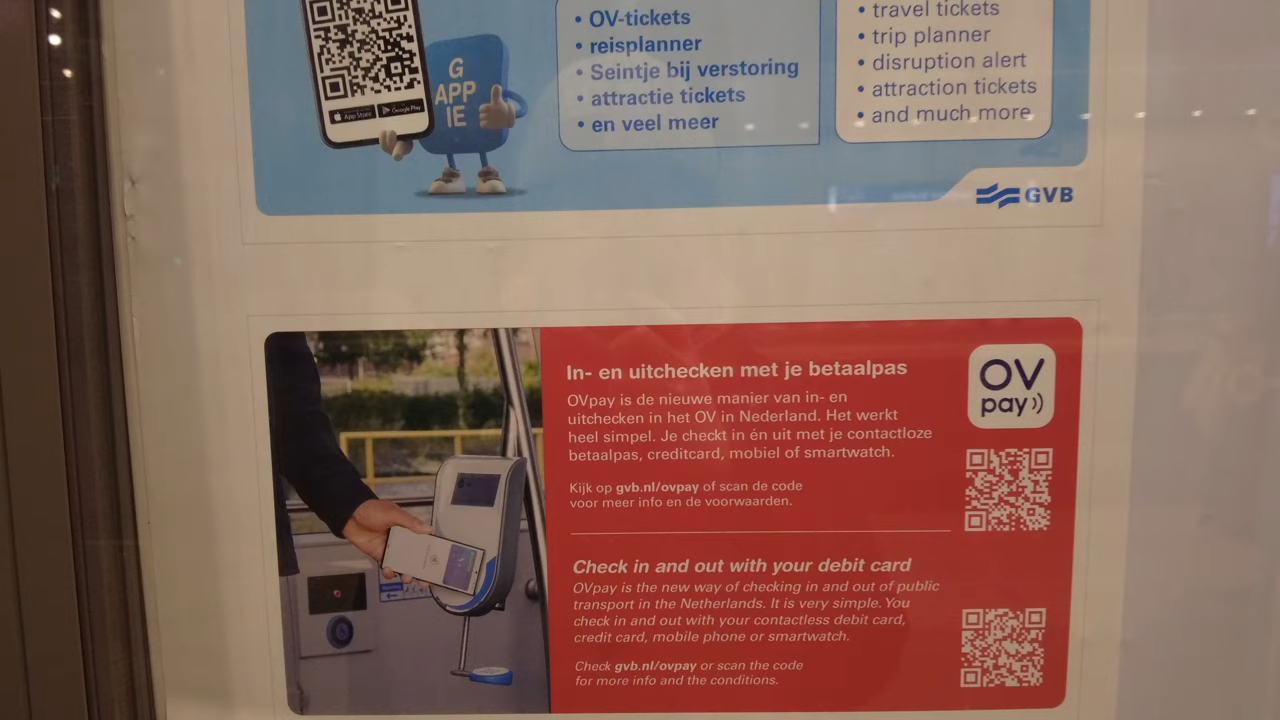 App Store
Google Play
G
APP
IE
• OV-tickets
• reisplanner
• Seintje bij verstoring
• attractie tickets
• en veel meer
• travel tickets
• trip planner
• disruption alert
• attraction tickets
• and much more
GVB
In- en uitchecken met je betaalpas
OVpay is de nieuwe manier van in- en
uitchecken in het OV in Nederland. Het werkt
heel simpel. Je checkt in én uit met je contactloze
betaalpas, creditcard, mobiel of smartwatch.
Kijk op gvb.nl/ovpay of scan de code
voor meer info en de voorwaarden.
OV
pay
Check in and out with your debit card
OVpay is the new way of checking in and out of public
transport in the Netherlands. It is very simple. You
check in and out with your contactless debit card,
credit card, mobile phone or smartwatch.
Check gvb.nl/ovpay or scan the code
for more info and the conditions.